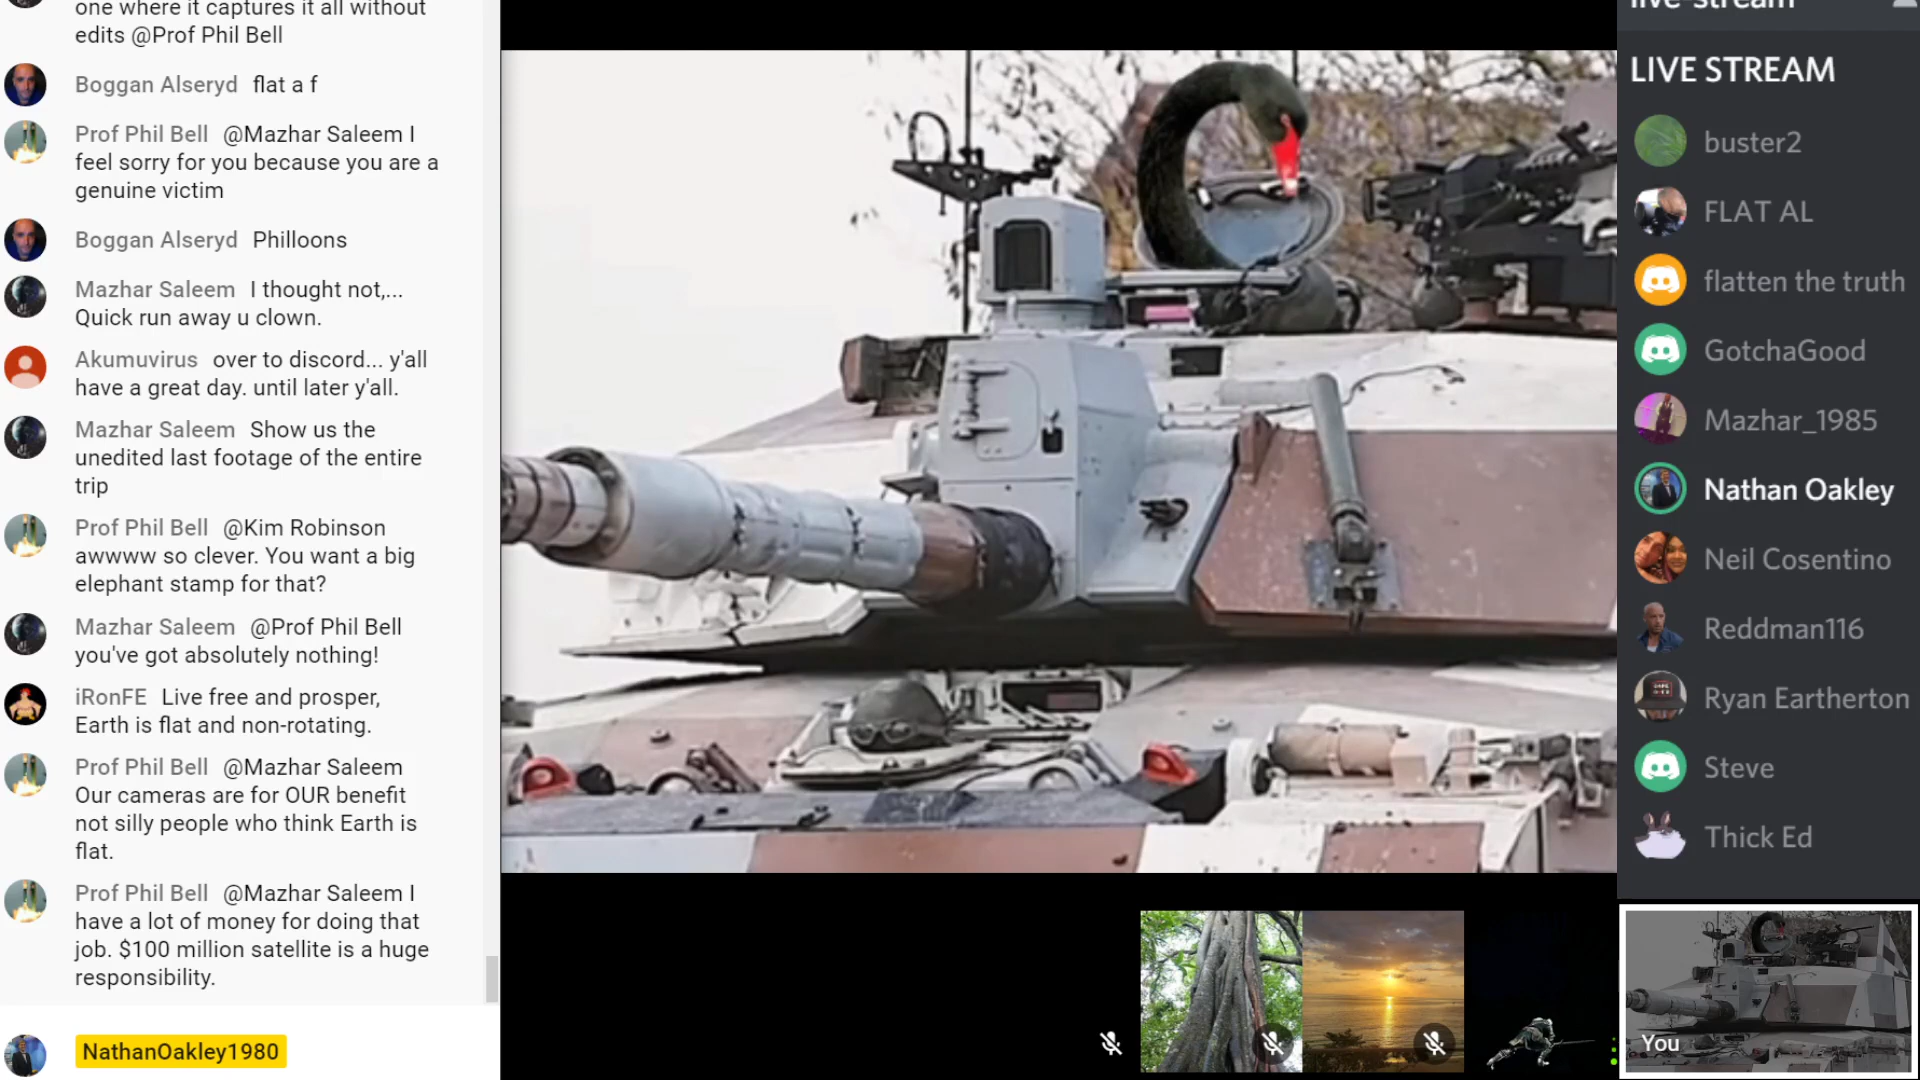 one where it captures it all without
edits @Prof Phil Bell
Boggan Alseryd flat a f
Prof Phil Bell @Mazhar Saleem I
feel sorry for you because you are a
genuine victim
Boggan Alseryd Philloons
Mazhar Saleem I thought not,...
Quick run away u clown.
Akumuvirus over to discord... y'all
have a great day. until later y'all.
Mazhar Saleem Show us the
unedited last footage of the entire
trip
Prof Phil Bell @Kim Robinson
awwww so clever. You want a big
elephant stamp for that?
Mazhar Saleem @Prof Phil Bell
you've got absolutely nothing!
iRonFE Live free and prosper,
Earth is flat and non-rotating.
Prof Phil Bell @Mazhar Saleem
Our cameras are for OUR benefit
not silly people who think Earth is
flat.
Prof Phil Bell @Mazhar Saleem I
have a lot of money for doing that
job. $100 million satellite is a huge
responsibility.
NathanOakley1980
live-stream
LIVE STREAM
buster2
FLAT AL
flatten the truth
GotchaGood
Mazhar_1985
Nathan Oakley
Neil Cosentino
Reddman116
Ryan Eartherton
Steve
Thick Ed
You